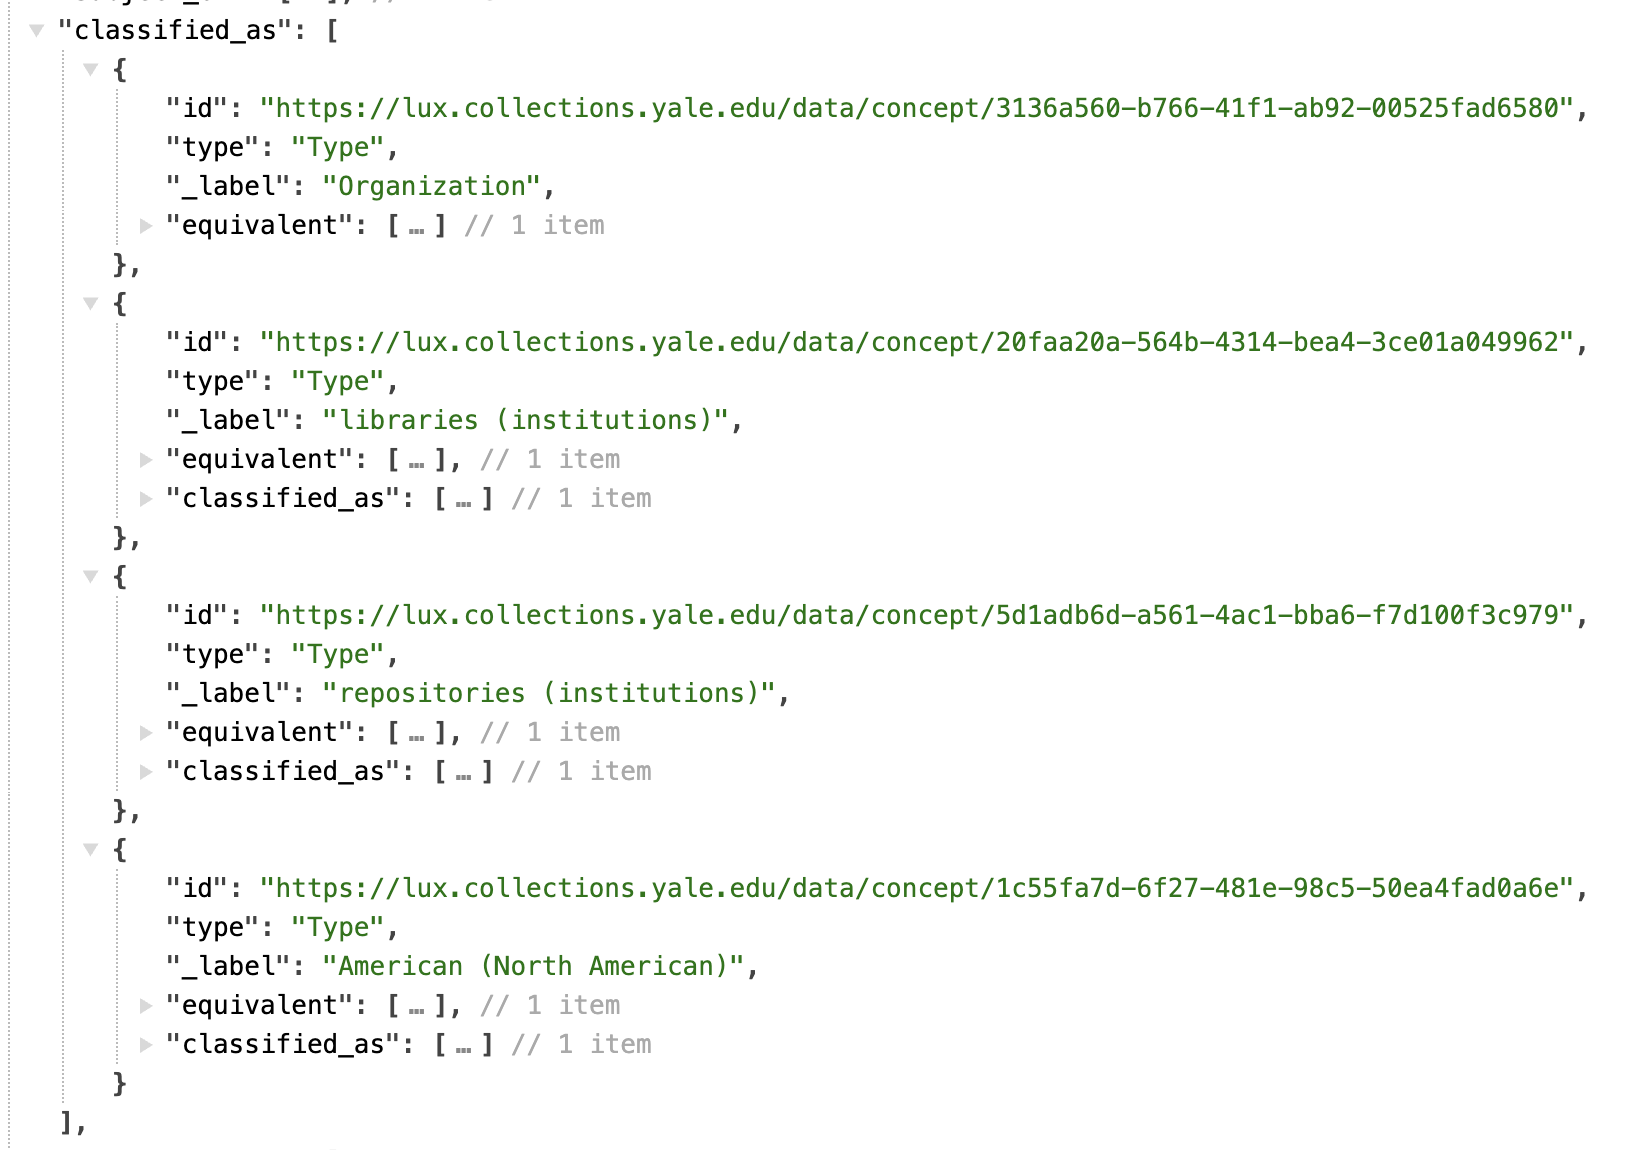 "classified_as": [
{
"id": "https://lux.collections.yale.edu/data/concept/3136a560-b766-41f1-ab92-00525fad6580",
"type": "Type",
"_label": "Organization",
"equivalent": [ … ] // 1 item
},
{
"id": "https://lux.collections.yale.edu/data/concept/20faa20a-564b-4314-bea4-3ce01a049962",
"type": "Type",
"_label": "libraries (institutions)",
"equivalent": [ … ], // 1 item
"classified_as": [ … ] // 1 item
},
{
"id": "https://lux.collections.yale.edu/data/concept/5d1adb6d-a561-4ac1-bba6-f7d100f3c979",
"type": "Type",
"_label": "repositories (institutions)",
"equivalent": [ … ], // 1 item
"classified_as": [ … ] // 1 item
},
{
"id": "https://lux.collections.yale.edu/data/concept/1c55fa7d-6f27-481e-98c5-50ea4fad0a6e",
"type": "Type",
"_label": "American (North American)",
"equivalent": [ … ], // 1 item
"classified_as": [ … ] // 1 item
}
],